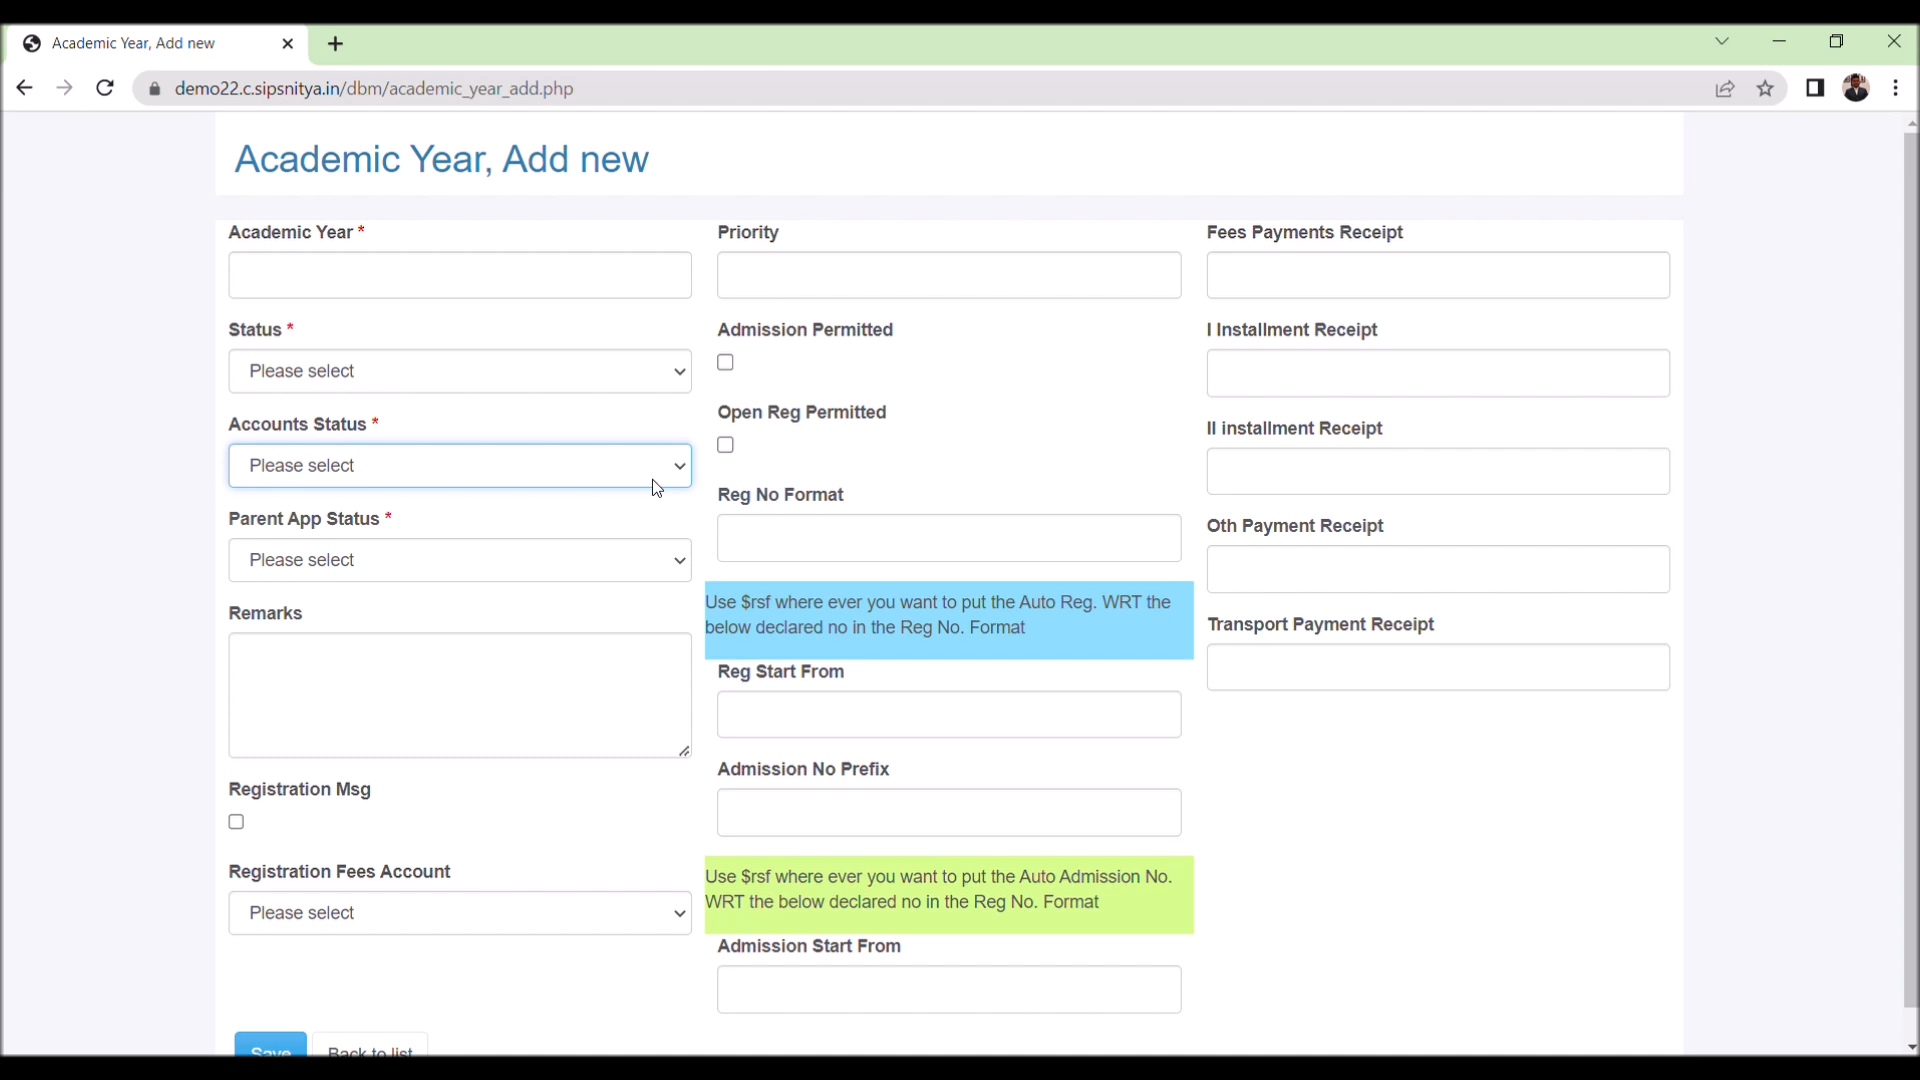 Academic Year, Add new
demo22.c.sipsnitya.in/dbm/academic_year_add.php
Academic Year, Add new
Academic Year *
Status *
Please select
Accounts Status *
Please select
Parent App Status *
Please select
Remarks
Registration Msg
Registration Fees Account
Please select
Priority
Admission Permitted
Open Reg Permitted
Reg No Format
Use $rsf where ever you want to put the Auto Reg. WRT the
below declared no in the Reg No. Format
Reg Start From
Admission No Prefix
Use $rsf where ever you want to put the Auto Admission No.
WRT the below declared no in the Reg No. Format
Admission Start From
Fees Payments Receipt
I Installment Receipt
II installment Receipt
Oth Payment Receipt
Transport Payment Receipt
Save
Back to list